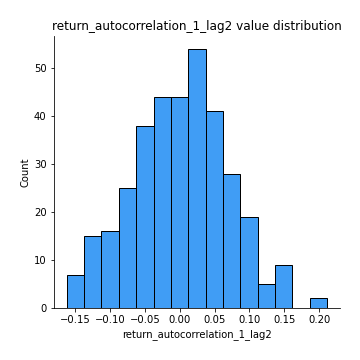 return_autocorrelation_1_lag2 value distribution
50
40
30
20
10
0
Count
−0.15 −0.10 −0.05 0.00 0.05 0.10 0.15 0.20
return_autocorrelation_1_lag2